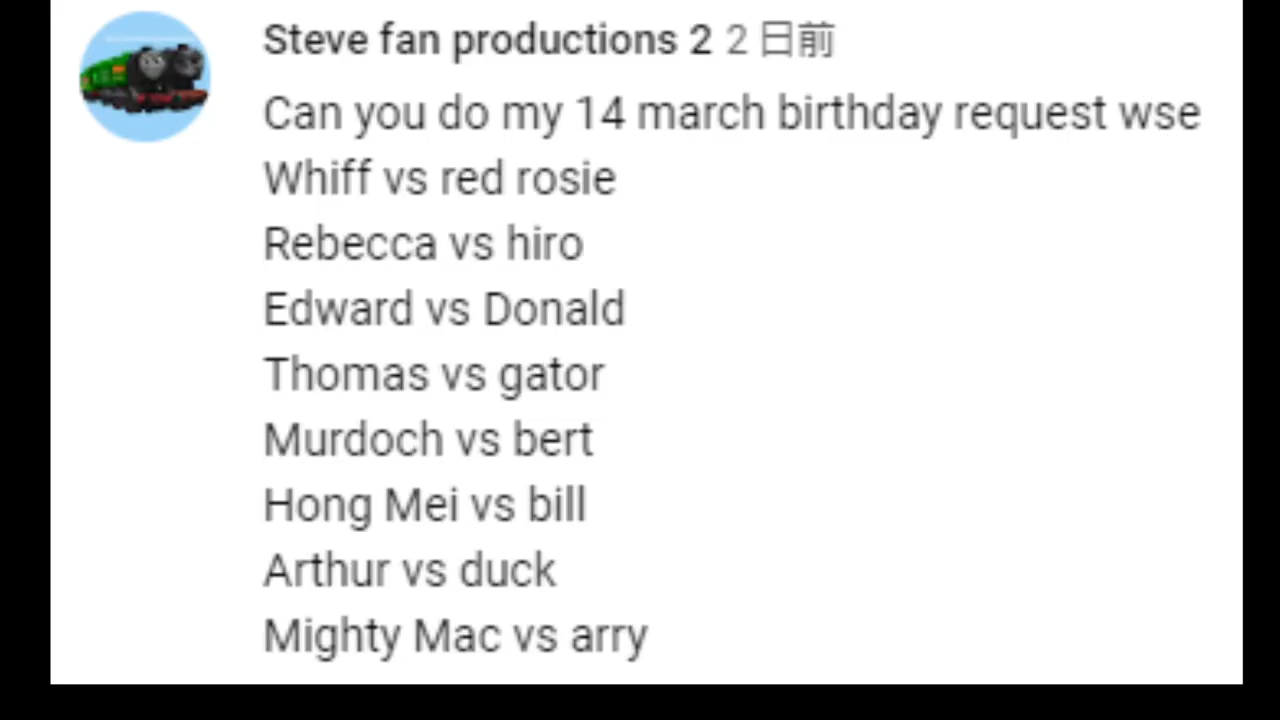 Steve fan productions 2 2 日前
Can you do my 14 march birthday request wse
Whiff vs red rosie
Rebecca vs hiro
Edward vs Donald
Thomas vs gator
Murdoch vs bert
Hong Mei vs bill
Arthur vs duck
Mighty Mac vs arry